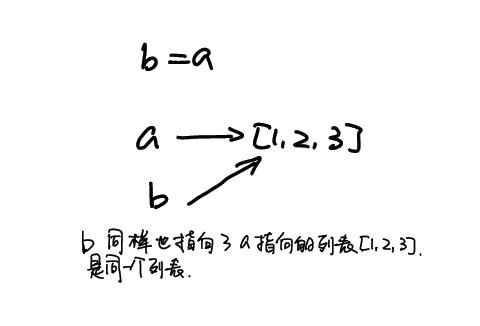 b = a
a → [1, 2, 3]
b
b 同样也指向了 a 指向的列表 [1, 2, 3].
是同一个列表.